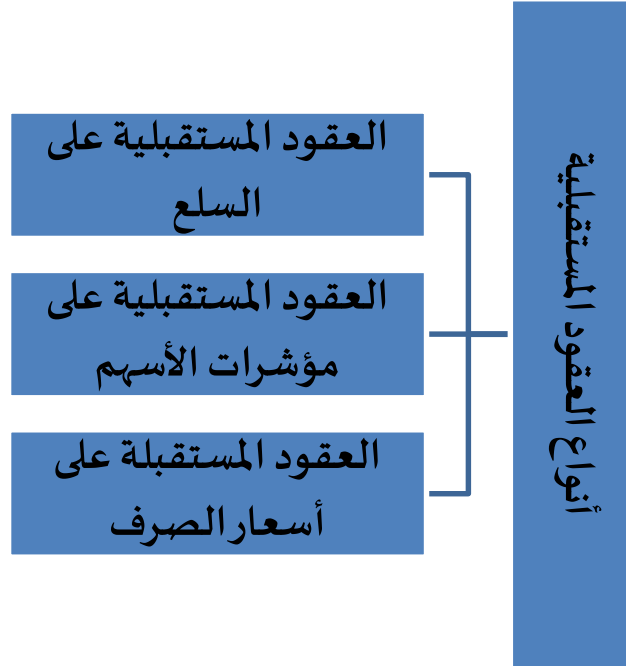 أنواع العقود المستقبلية
العقود المستقبلية على
السلع
العقود المستقبلية على
مؤشرات الأسهم
العقود المستقبلة على
أسعار الصرف